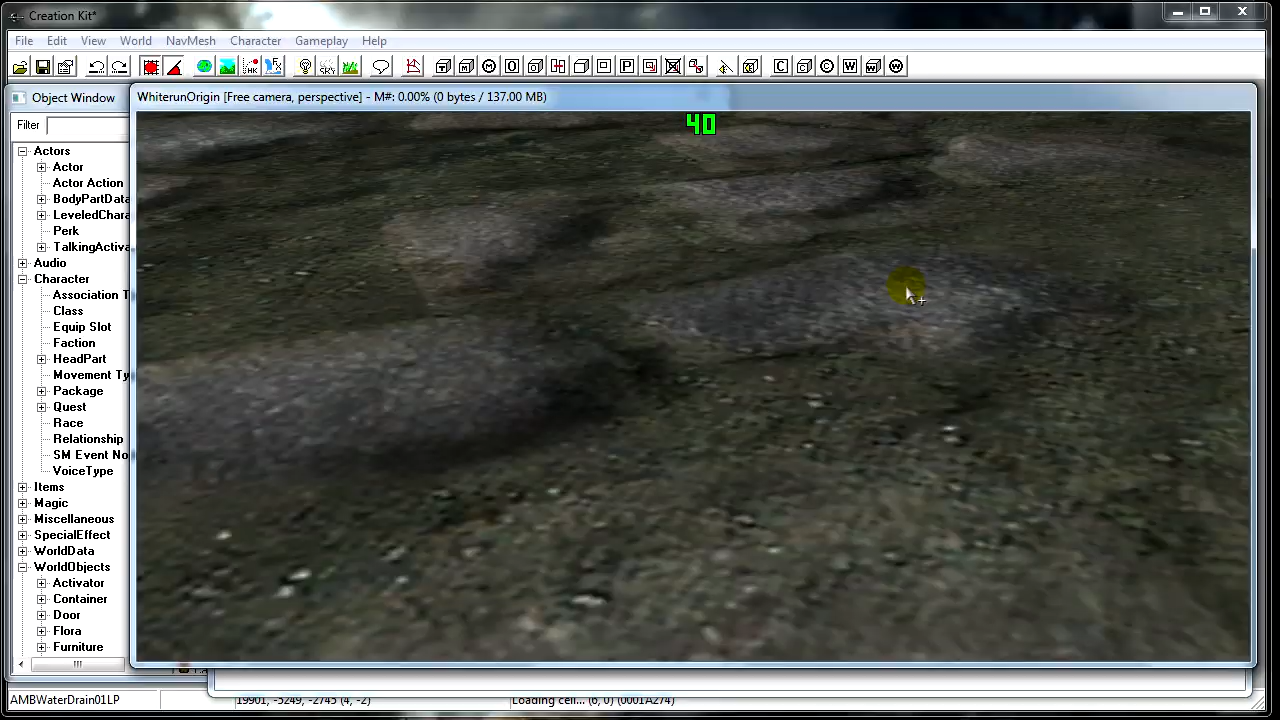 Creation Kit*
File Edit View World NavMesh Character Gameplay Help
Object Window
WhiterunOrigin [Free camera, perspective] - M#: 0.00% (0 bytes / 137.00 MB)
Filter
40
Actors
Actor
Actor Action
BodyPartData
LeveledChara
Perk
TalkingActiva
Audio
Character
Association T
Class
Equip Slot
Faction
HeadPart
Movement Ty
Package
Quest
Race
Relationship
SM Event No
VoiceType
Items
Magic
Miscellaneous
SpecialEffect
WorldData
WorldObjects
Activator
Container
Door
Flora
Furniture
AMBWaterDrain01LP
19901, -5249, -2745 (4, -2)
Loading cell... (6, 0) (0001A274)